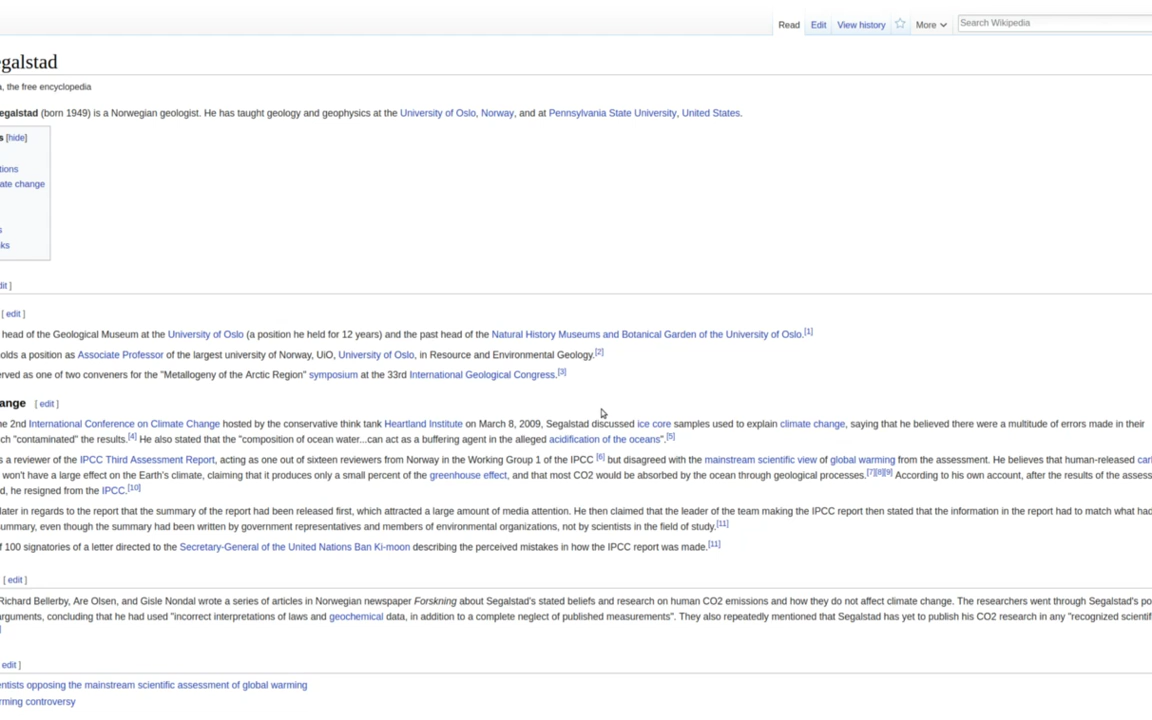 Read Edit View history More Search Wikipedia
egalstad
, the free encyclopedia
egalstad (born 1949) is a Norwegian geologist. He has taught geology and geophysics at the University of Oslo, Norway, and at Pennsylvania State University, United States.
s [hide]
tions
ate change
s
ks
dit ]
[ edit ]
head of the Geological Museum at the University of Oslo (a position he held for 12 years) and the past head of the Natural History Museums and Botanical Garden of the University of Oslo.[1]
olds a position as Associate Professor of the largest university of Norway, UiO, University of Oslo, in Resource and Environmental Geology.[2]
erved as one of two conveners for the "Metallogeny of the Arctic Region" symposium at the 33rd International Geological Congress.[3]
ange [ edit ]
he 2nd International Conference on Climate Change hosted by the conservative think tank Heartland Institute on March 8, 2009, Segalstad discussed ice core samples used to explain climate change, saying that he believed there were a multitude of errors made in their
ch "contaminated" the results.[4] He also stated that the "composition of ocean water...can act as a buffering agent in the alleged acidification of the oceans".[5]
s a reviewer of the IPCC Third Assessment Report, acting as one out of sixteen reviewers from Norway in the Working Group 1 of the IPCC [6] but disagreed with the mainstream scientific view of global warming from the assessment. He believes that human-released carl
won't have a large effect on the Earth's climate, claiming that it produces only a small percent of the greenhouse effect, and that most CO2 would be absorbed by the ocean through geological processes.[7][8][9] According to his own account, after the results of the assess
d, he resigned from the IPCC.[10]
later in regards to the report that the summary of the report had been released first, which attracted a large amount of media attention. He then claimed that the leader of the team making the IPCC report then stated that the information in the report had to match what had
ummary, even though the summary had been written by government representatives and members of environmental organizations, not by scientists in the field of study.[11]
f 100 signatories of a letter directed to the Secretary-General of the United Nations Ban Ki-moon describing the perceived mistakes in how the IPCC report was made.[11]
[ edit ]
Richard Bellerby, Are Olsen, and Gisle Nondal wrote a series of articles in Norwegian newspaper Forskning about Segalstad's stated beliefs and research on human CO2 emissions and how they do not affect climate change. The researchers went through Segalstad's po
arguments, concluding that he had used "incorrect interpretations of laws and geochemical data, in addition to a complete neglect of published measurements". They also repeatedly mentioned that Segalstad has yet to publish his CO2 research in any "recognized scientif
]
edit ]
entists opposing the mainstream scientific assessment of global warming
rming controversy